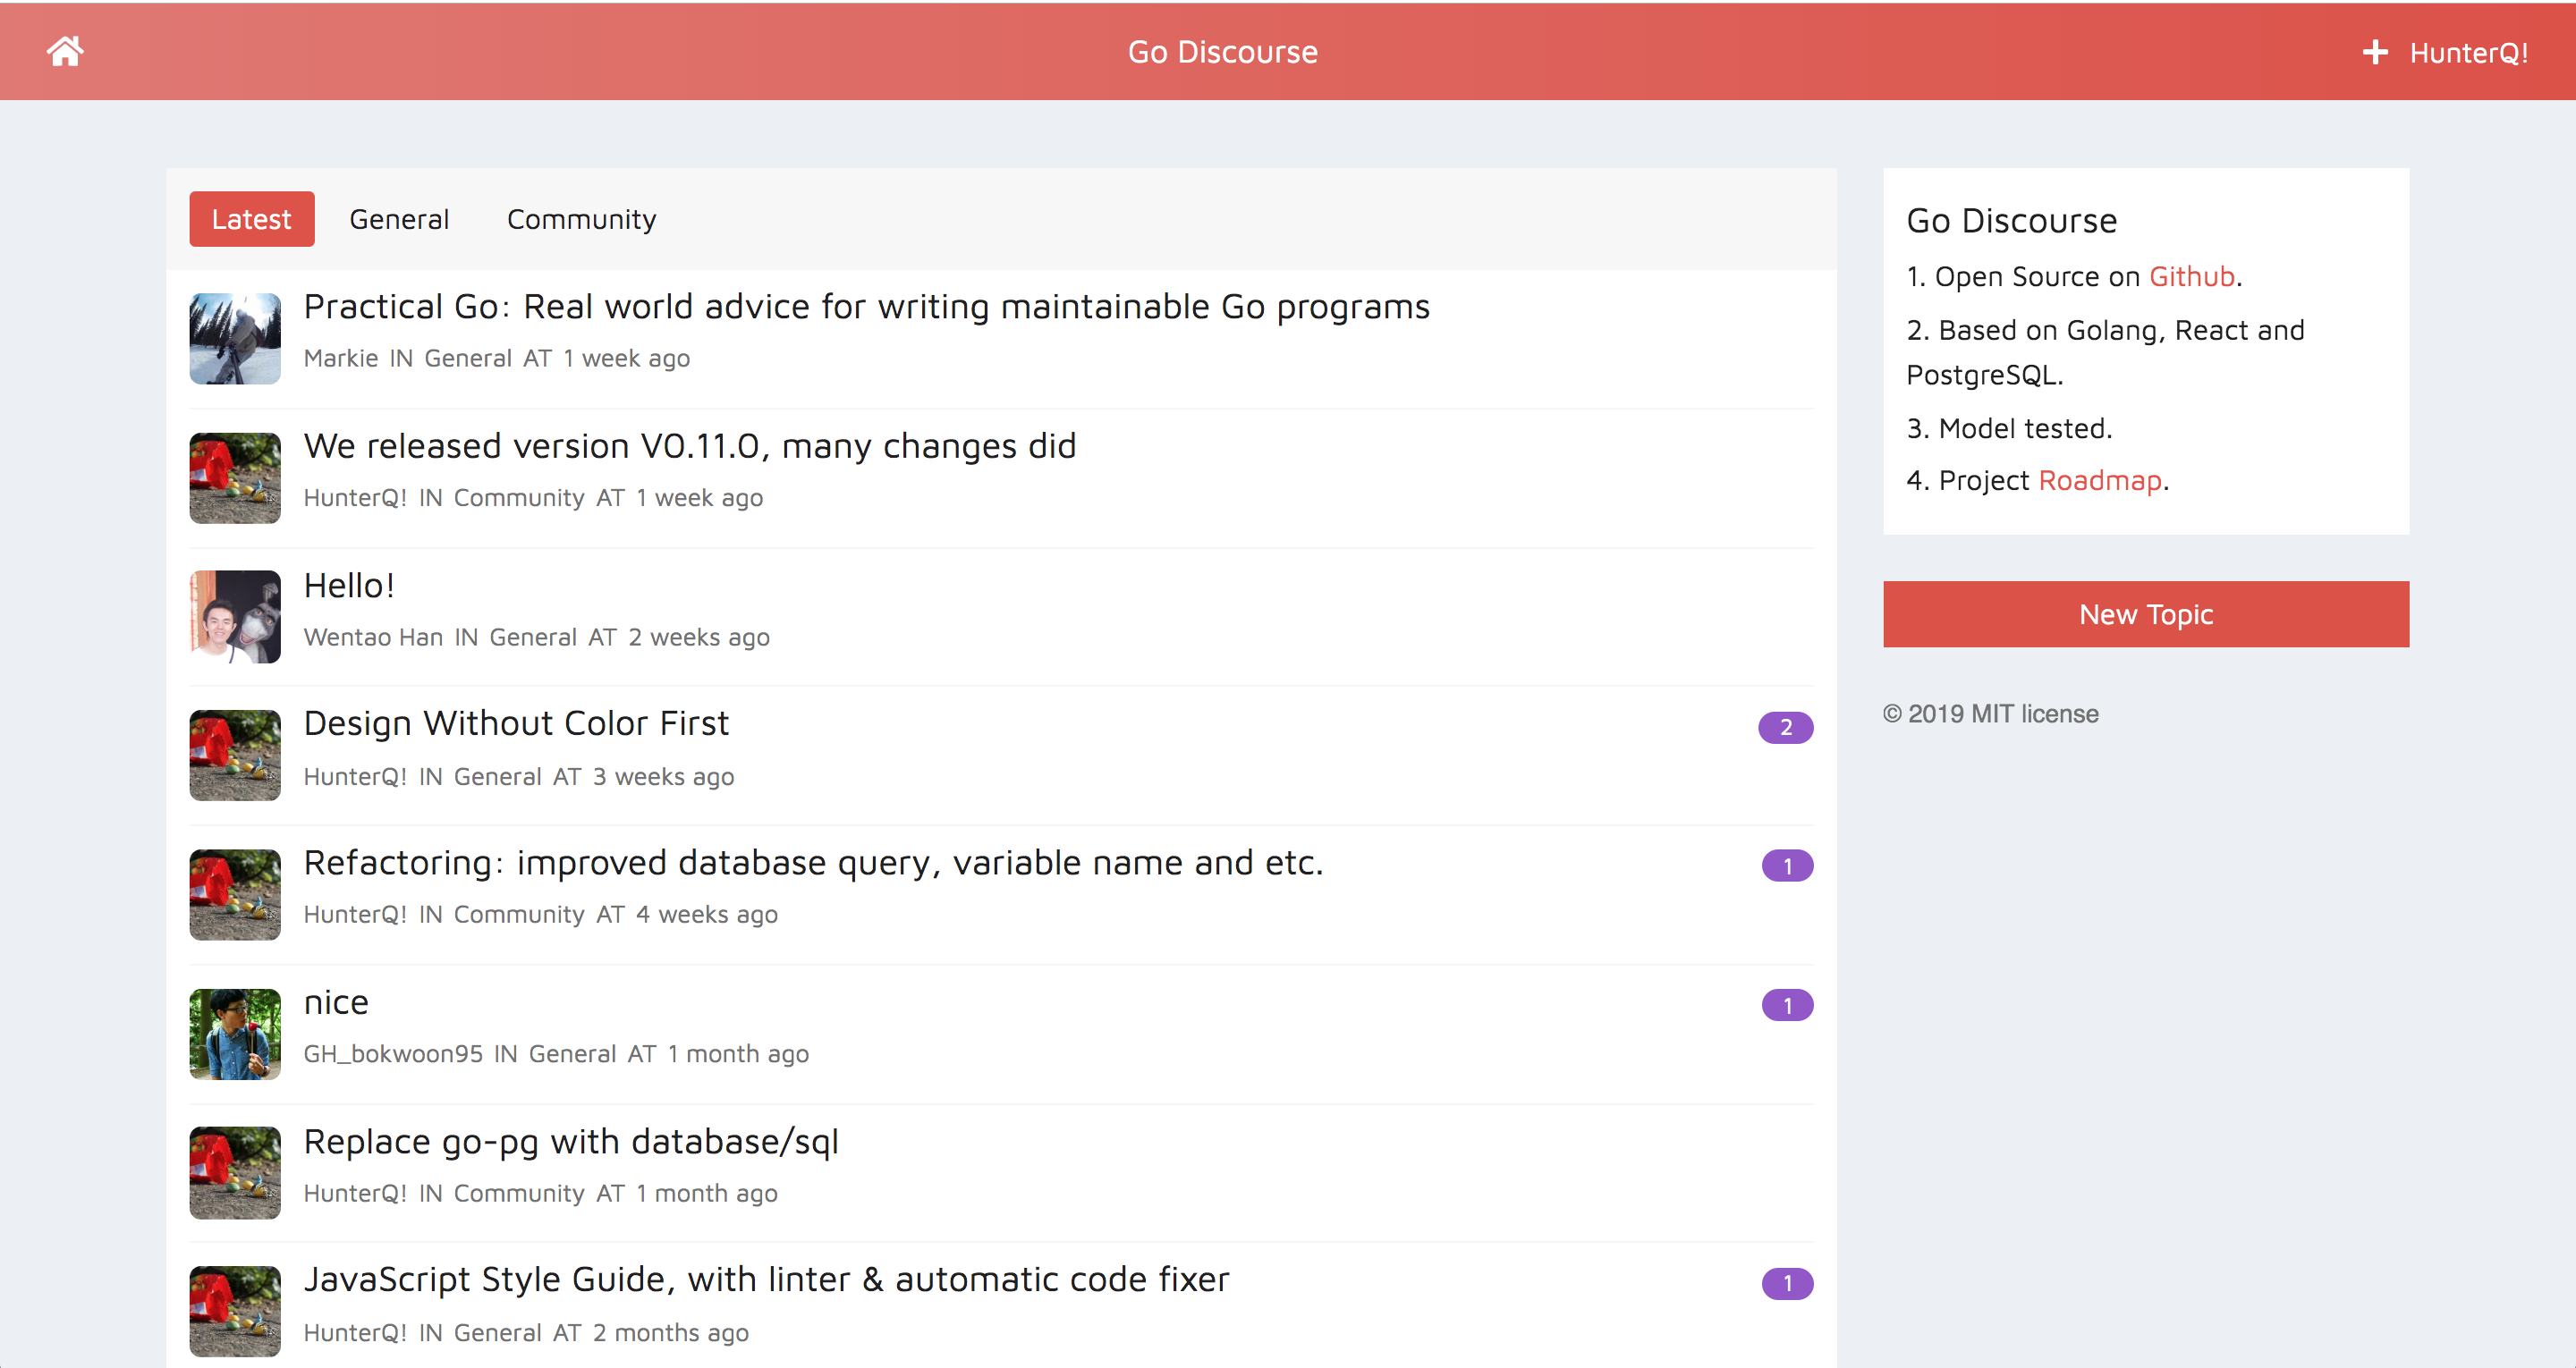 Go Discourse
HunterQ!
Latest General Community
Practical Go: Real world advice for writing maintainable Go programs
Markie IN General AT 1 week ago
We released version V0.11.0, many changes did
HunterQ! IN Community AT 1 week ago
Hello!
Wentao Han IN General AT 2 weeks ago
Design Without Color First
2
HunterQ! IN General AT 3 weeks ago
Refactoring: improved database query, variable name and etc.
1
HunterQ! IN Community AT 4 weeks ago
nice
1
GH_bokwoon95 IN General AT 1 month ago
Replace go-pg with database/sql
HunterQ! IN Community AT 1 month ago
JavaScript Style Guide, with linter & automatic code fixer
1
HunterQ! IN General AT 2 months ago
Go Discourse
1. Open Source on Github.
2. Based on Golang, React and
PostgreSQL.
3. Model tested.
4. Project Roadmap.
New Topic
© 2019 MIT license